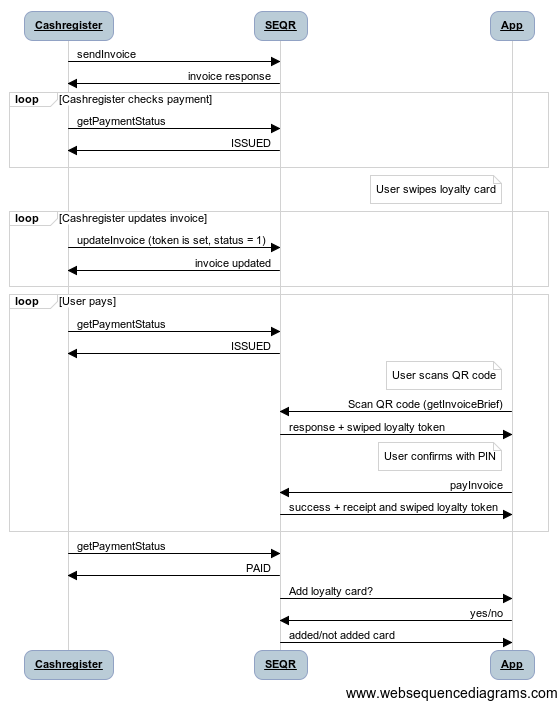 Cashregister SEQR App
sendInvoice
invoice response
loop [Cashregister checks payment]
getPaymentStatus
ISSUED
User swipes loyalty card
loop [Cashregister updates invoice]
updateInvoice (token is set, status = 1)
invoice updated
loop [User pays]
getPaymentStatus
ISSUED
User scans QR code
Scan QR code (getInvoiceBrief)
response + swiped loyalty token
User confirms with PIN
payInvoice
success + receipt and swiped loyalty token
getPaymentStatus
PAID
Add loyalty card?
yes/no
added/not added card
Cashregister SEQR App
www.websequencediagrams.com